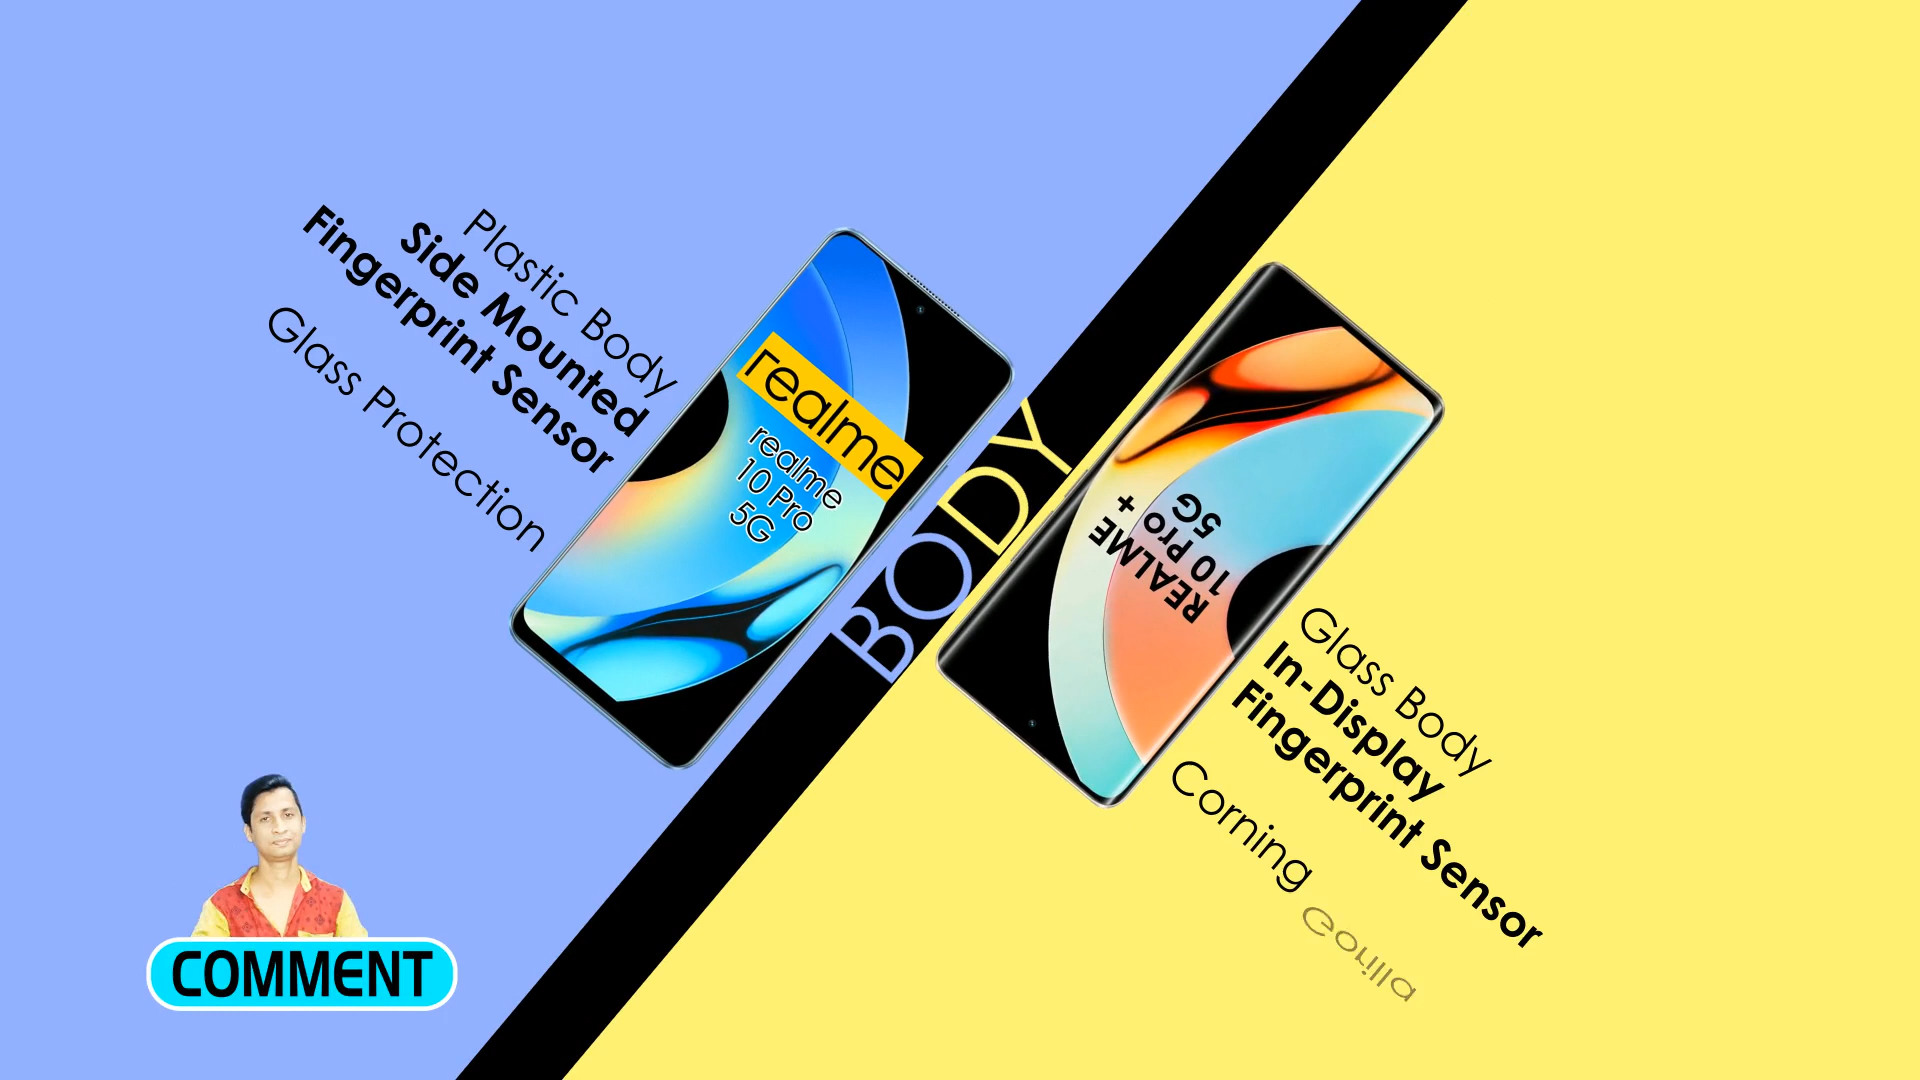 Plastic Body
Side Mounted
Fingerprint Sensor
Glass Protection
realme
realme
10 Pro
5G
BODY
REALME
10 Pro +
5G
Glass Body
In-Display
Fingerprint Sensor
Corning
Gorilla
COMMENT